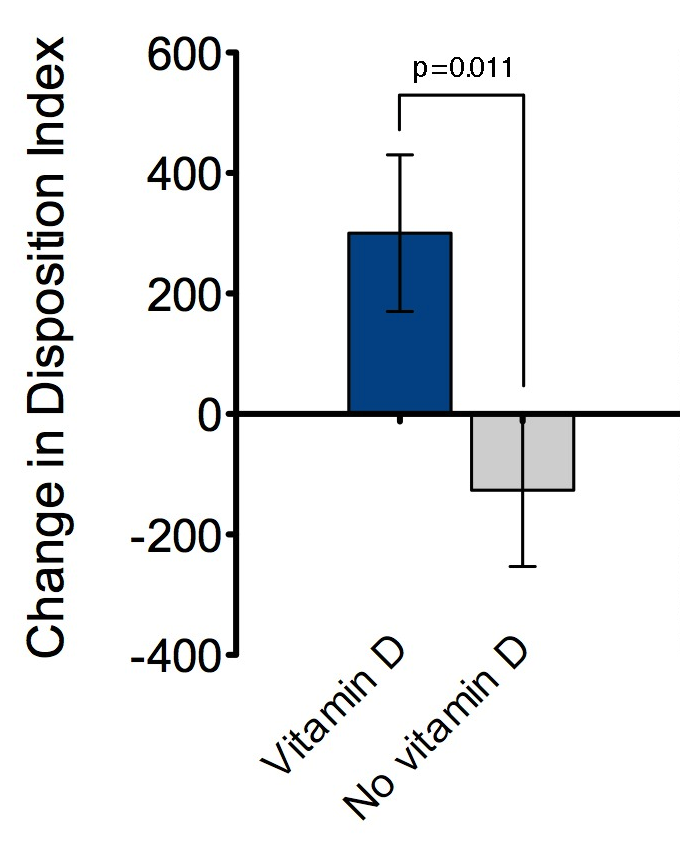 Change in Disposition Index
600
p=0.011
400
200
0
-200
-400
Vitamin D
No vitamin D